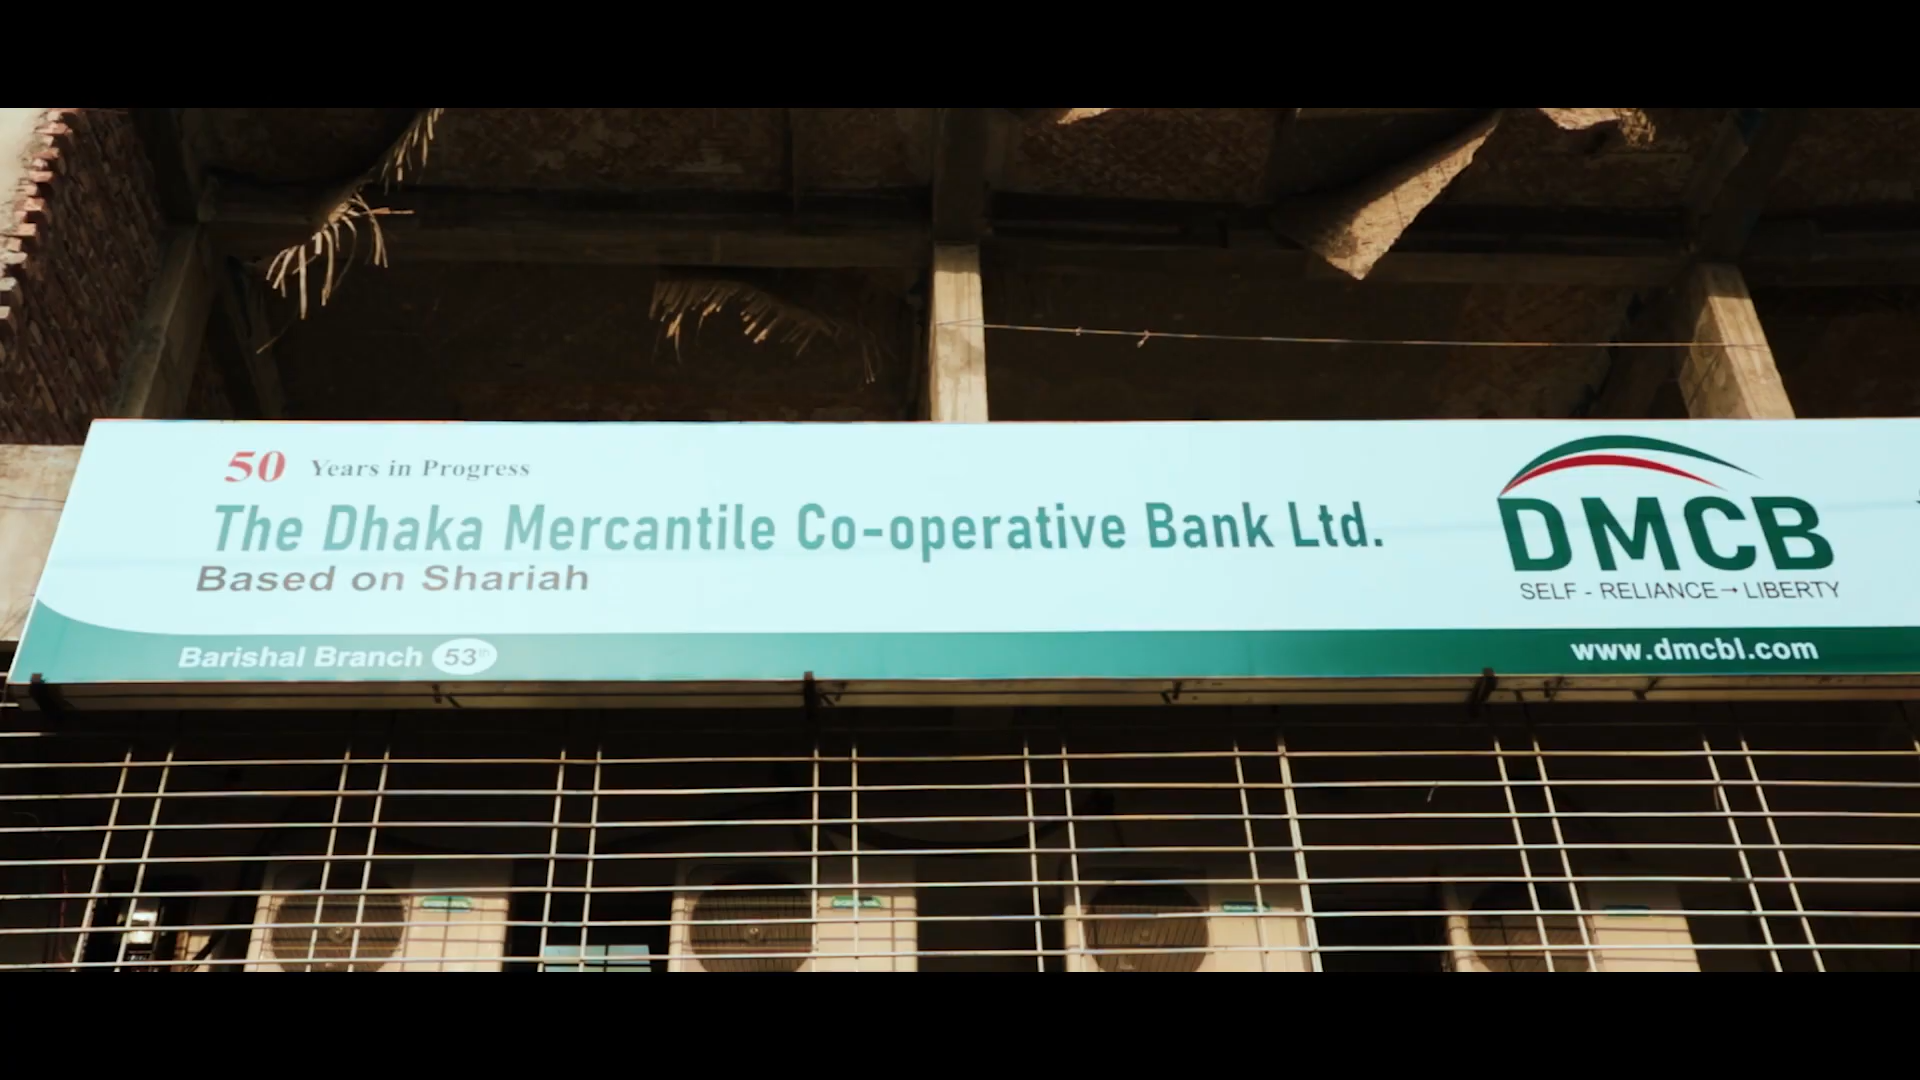 50 Years in Progress
The Dhaka Mercantile Co-operative Bank Ltd.
Based on Shariah
Barishal Branch 53th
DMCB
SELF - RELIANCE→LIBERTY
www.dmcbl.com